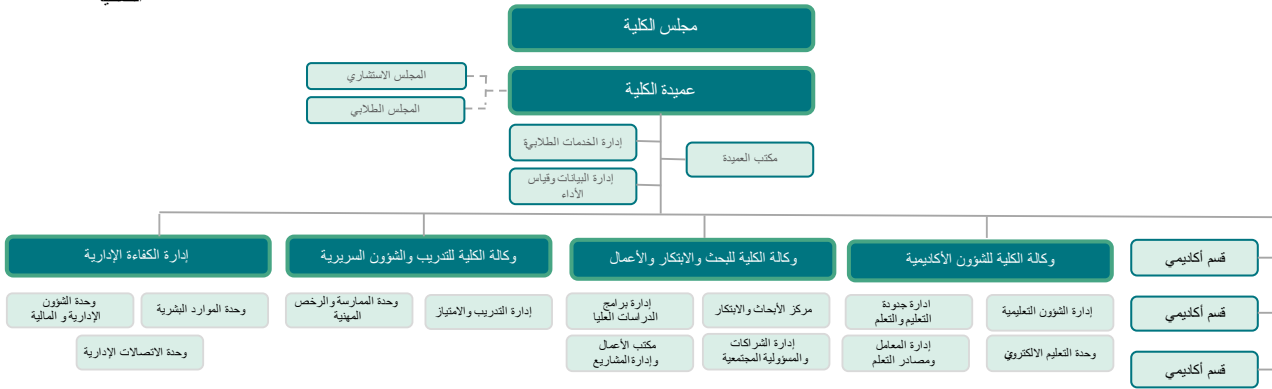 مجلس الكلية
عميدة الكلية
المجلس الاستشاري
المجلس الطلابي
إدارة الخدمات الطلابية
مكتب العميدة
إدارة البيانات وقياس
الأداء
قسم أكاديمي
وكالة الكلية للشؤون الأكاديمية
وكالة الكلية للبحث والابتكار والأعمال
وكالة الكلية للتدريب والشؤون السريرية
إدارة الكفاءة الإدارية
قسم أكاديمي
إدارة الشؤون التعليمية
ادارة جدودة
التعليم والتعلم
مركز الأبحاث والابتكار
إدارة برامج
الدراسات العليا
إدارة التدريب والامتياز
وحدة الممارسة والرخص
المهنية
وحدة الموارد البشرية
وحدة الشؤون
الإدارية و المالية
قسم أكاديمي
وحدة التعليم الالكتروني
إدارة المعامل
ومصادر التعلم
إدارة الشراكات
والمسؤولية المجتمعية
مكتب الأعمال
وإدارة المشاريع
وحدة الاتصالات الإدارية